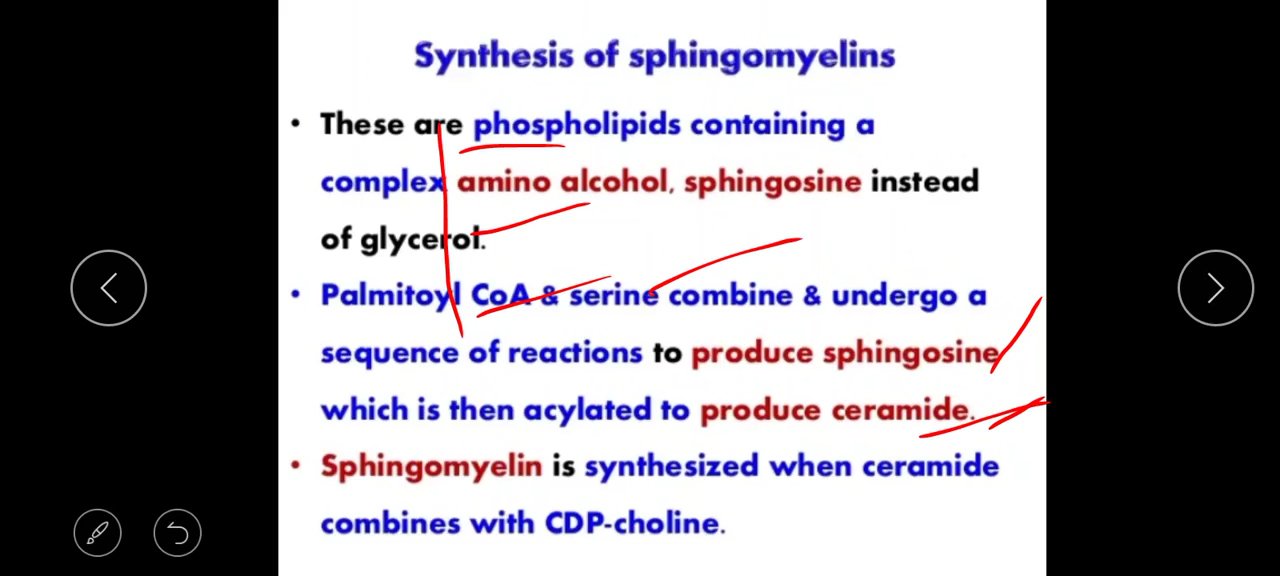 Synthesis of sphingomyelins
• These are phospholipids containing a
complex amino alcohol, sphingosine instead
of glycerol.
• Palmitoyl CoA & serine combine & undergo a
sequence of reactions to produce sphingosine
which is then acylated to produce ceramide.
• Sphingomyelin is synthesized when ceramide
combines with CDP-choline.